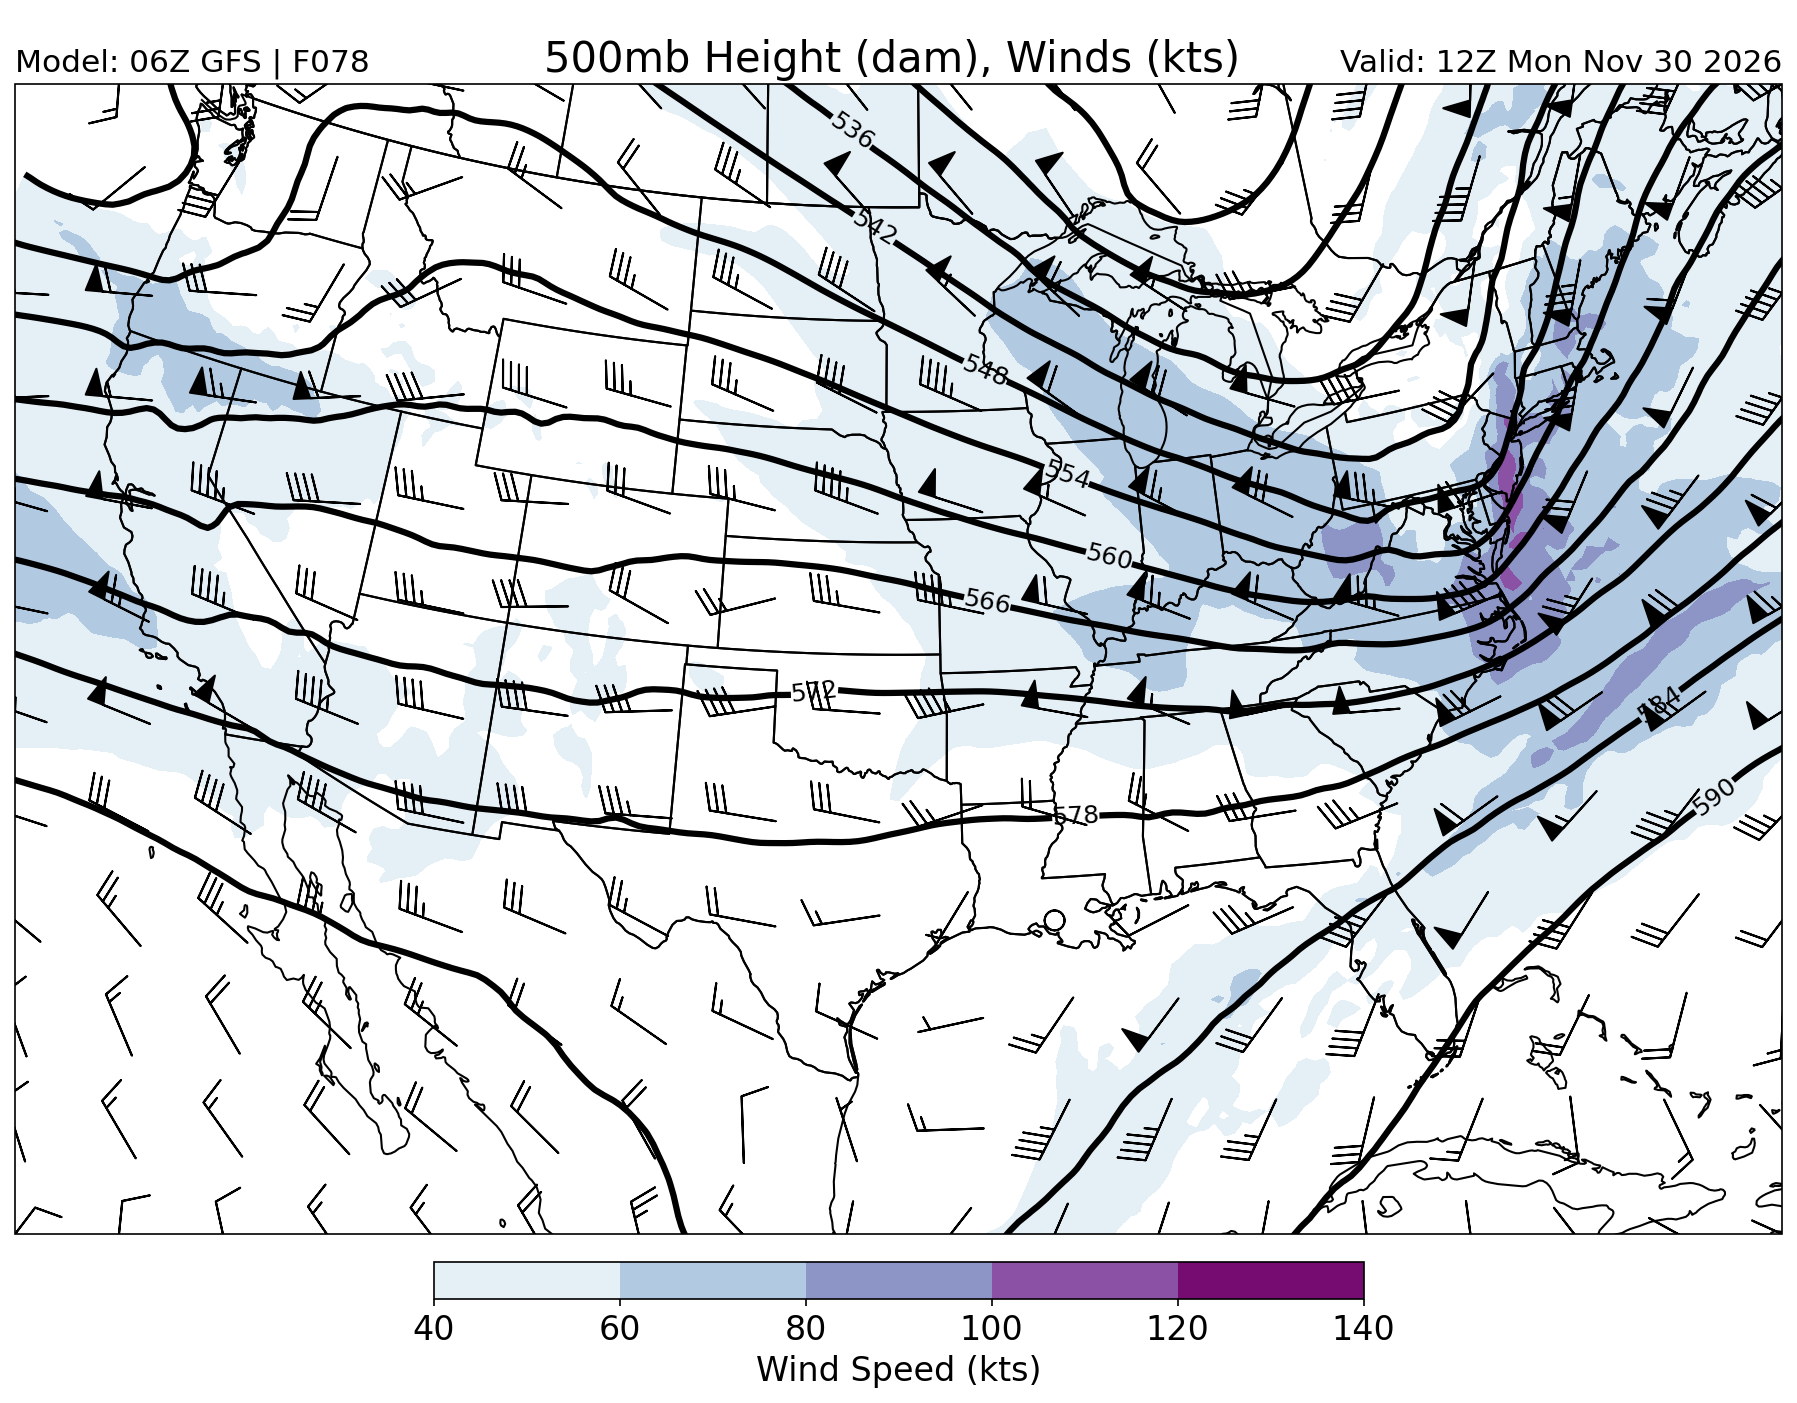 Model: 06Z GFS | F078
500mb Height (dam), Winds (kts)
Valid: 12Z Mon Nov 30 2026
536
542
548
554
560
566
572
578
584
590
40 60 80 100 120 140
Wind Speed (kts)